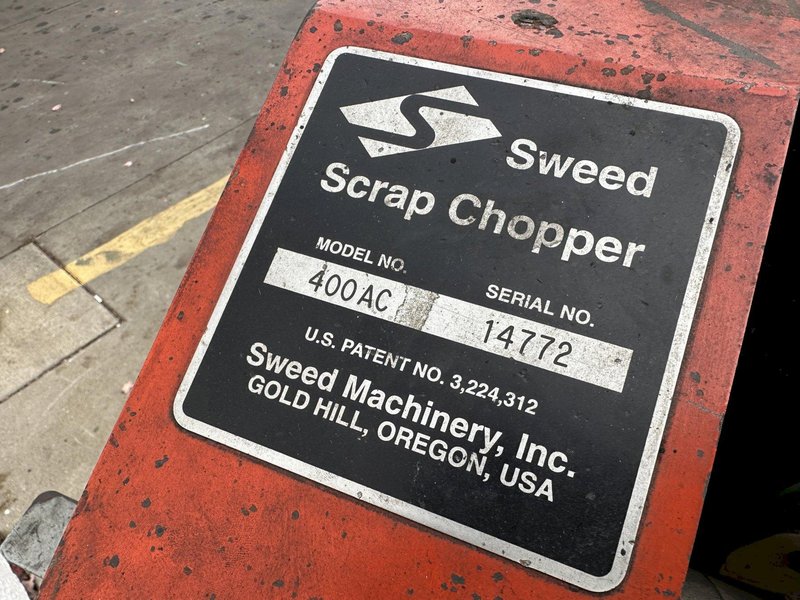 Sweed
Scrap Chopper
MODEL NO.
SERIAL NO.
400AC
14772
U.S. PATENT NO. 3,224,312
Sweed Machinery, Inc.
GOLD HILL, OREGON, USA